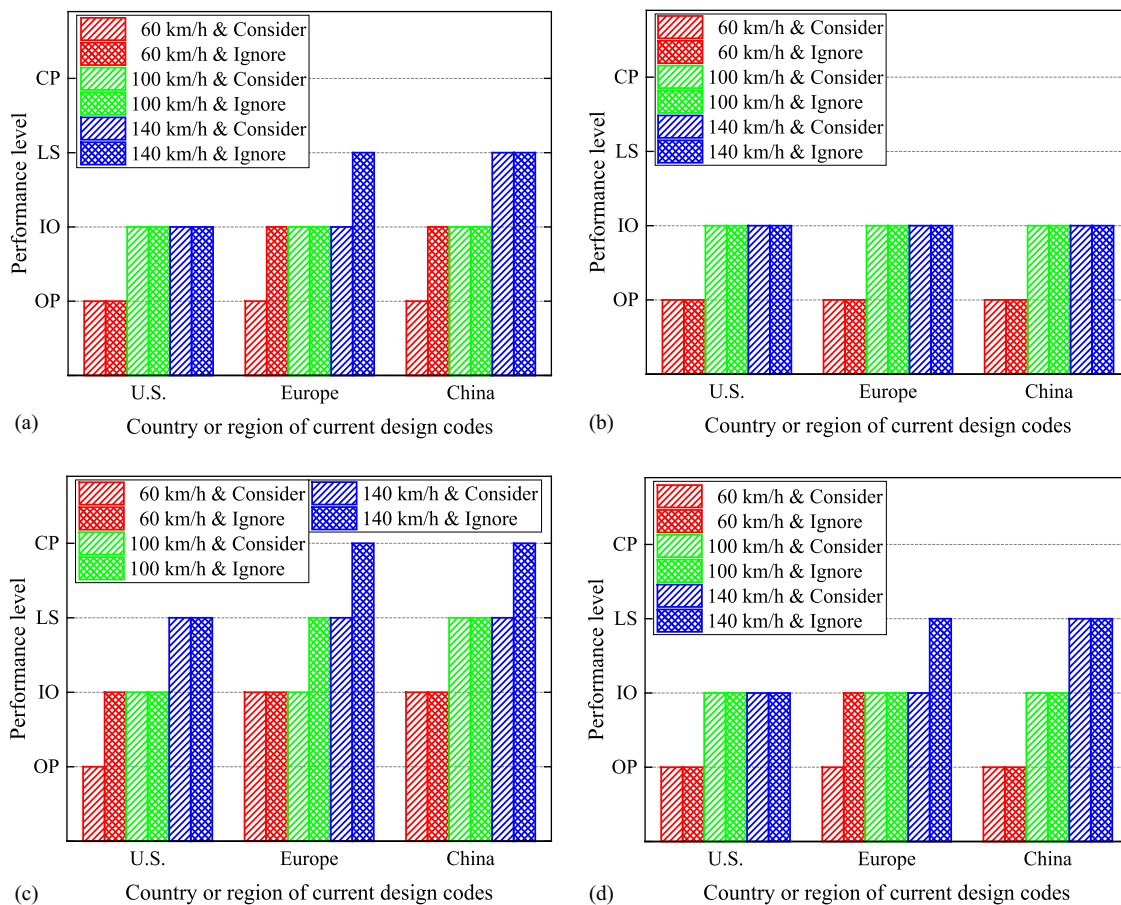 60 km/h & Consider
60 km/h & Ignore
100 km/h & Consider
100 km/h & Ignore
140 km/h & Consider
140 km/h & Ignore
CP
LS
IO
OP
Performance level
U.S. Europe China
(a) Country or region of current design codes
60 km/h & Consider
60 km/h & Ignore
100 km/h & Consider
100 km/h & Ignore
140 km/h & Consider
140 km/h & Ignore
CP
LS
IO
OP
Performance level
U.S. Europe China
(b) Country or region of current design codes
60 km/h & Consider 140 km/h & Consider
60 km/h & Ignore 140 km/h & Ignore
100 km/h & Consider
100 km/h & Ignore
CP
LS
IO
OP
Performance level
U.S. Europe China
(c) Country or region of current design codes
60 km/h & Consider
60 km/h & Ignore
100 km/h & Consider
100 km/h & Ignore
140 km/h & Consider
140 km/h & Ignore
CP
LS
IO
OP
Performance level
U.S. Europe China
(d) Country or region of current design codes